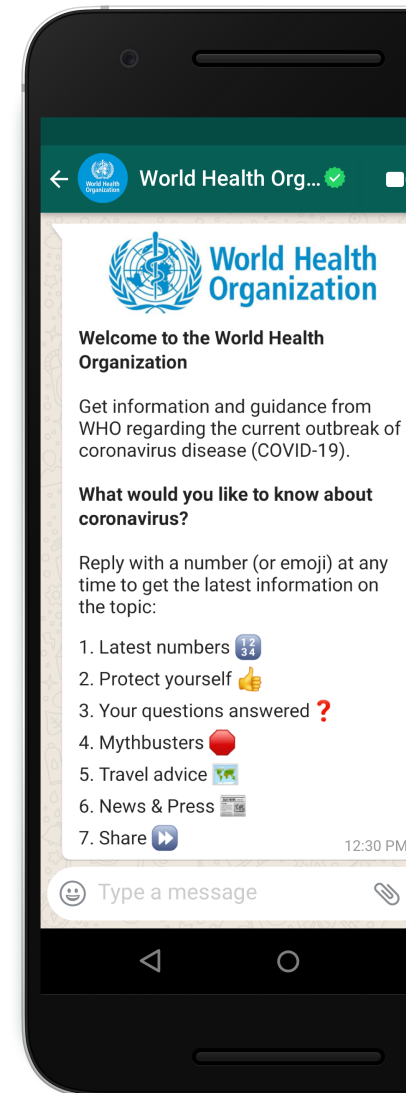 World Health Org...
World Health
Organization
World Health
Organization
Welcome to the World Health
Organization
Get information and guidance from
WHO regarding the current outbreak of
coronavirus disease (COVID-19).
What would you like to know about
coronavirus?
Reply with a number (or emoji) at any
time to get the latest information on
the topic:
1. Latest numbers 🔢
2. Protect yourself 👍
3. Your questions answered ❓
4. Mythbusters 🛑
5. Travel advice 🗺️
6. News & Press 📰
7. Share ⏩
12:30 PM
Type a message